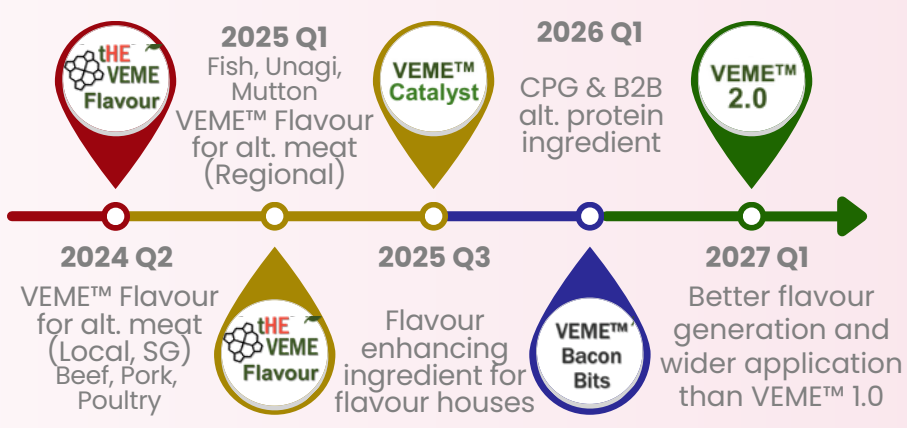 tHE
VEME
Flavour
2024 Q2
VEME™ Flavour
for alt. meat
(Local, SG)
Beef, Pork,
Poultry
2025 Q1
Fish, Unagi,
Mutton
VEME™ Flavour
for alt. meat
(Regional)
tHE
VEME
Flavour
VEME™
Catalyst
2025 Q3
Flavour
enhancing
ingredient for
flavour houses
2026 Q1
CPG & B2B
alt. protein
ingredient
VEME™
Bacon
Bits
VEME™
2.0
2027 Q1
Better flavour
generation and
wider application
than VEME™ 1.0